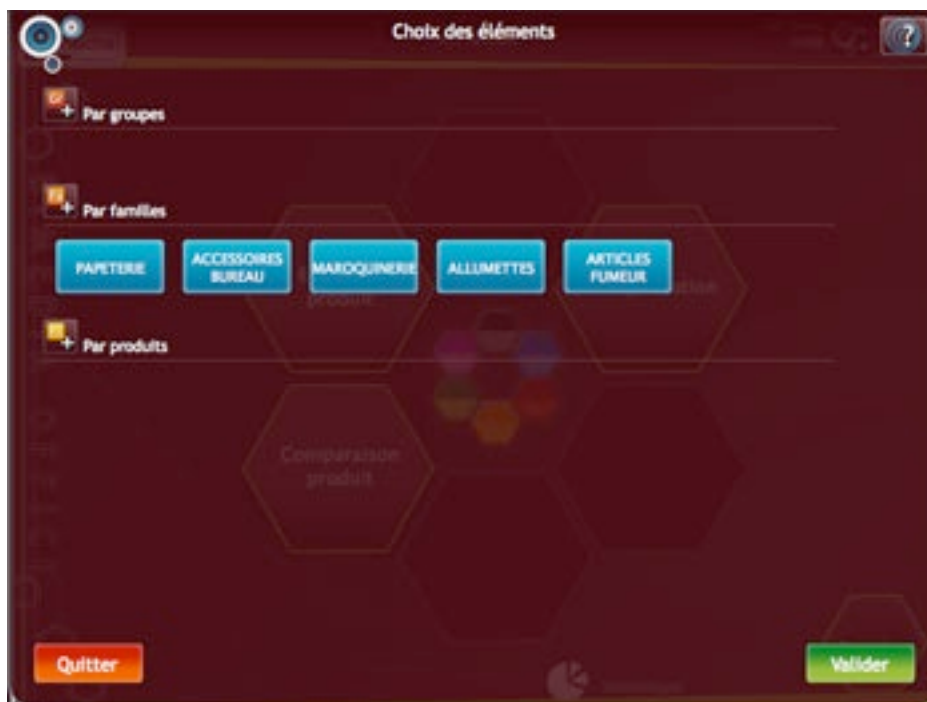 Choix des éléments
?
Par groupes
Par familles
PAPETERIE
ACCESSOIRES
BUREAU
MAROQUINERIE
ALLUMETTES
ARTICLES
FUMEUR
produit
Par produits
Comparaison
produit
Quitter
Valider